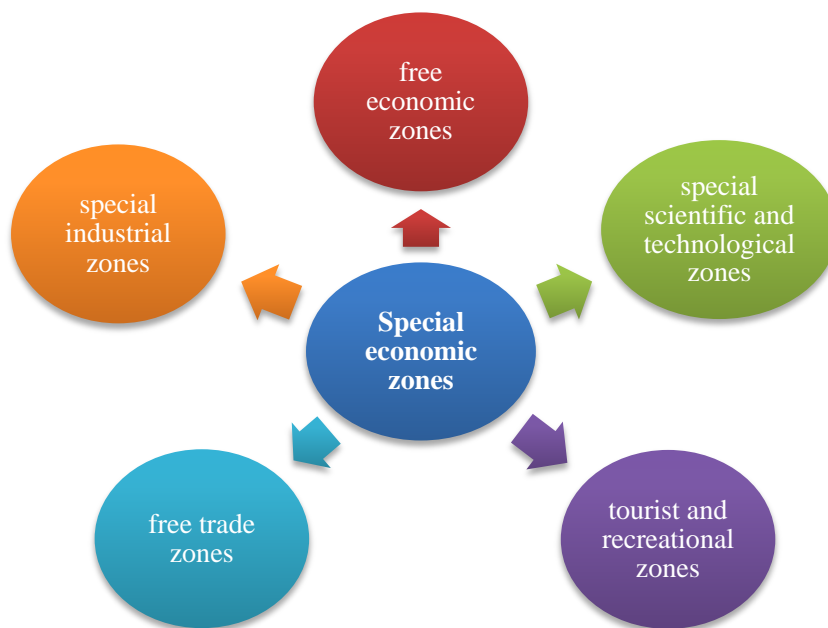 free
economic
zones
special
scientific and
technological
zones
tourist and
recreational
zones
free trade
zones
special
industrial
zones
Special
economic
zones